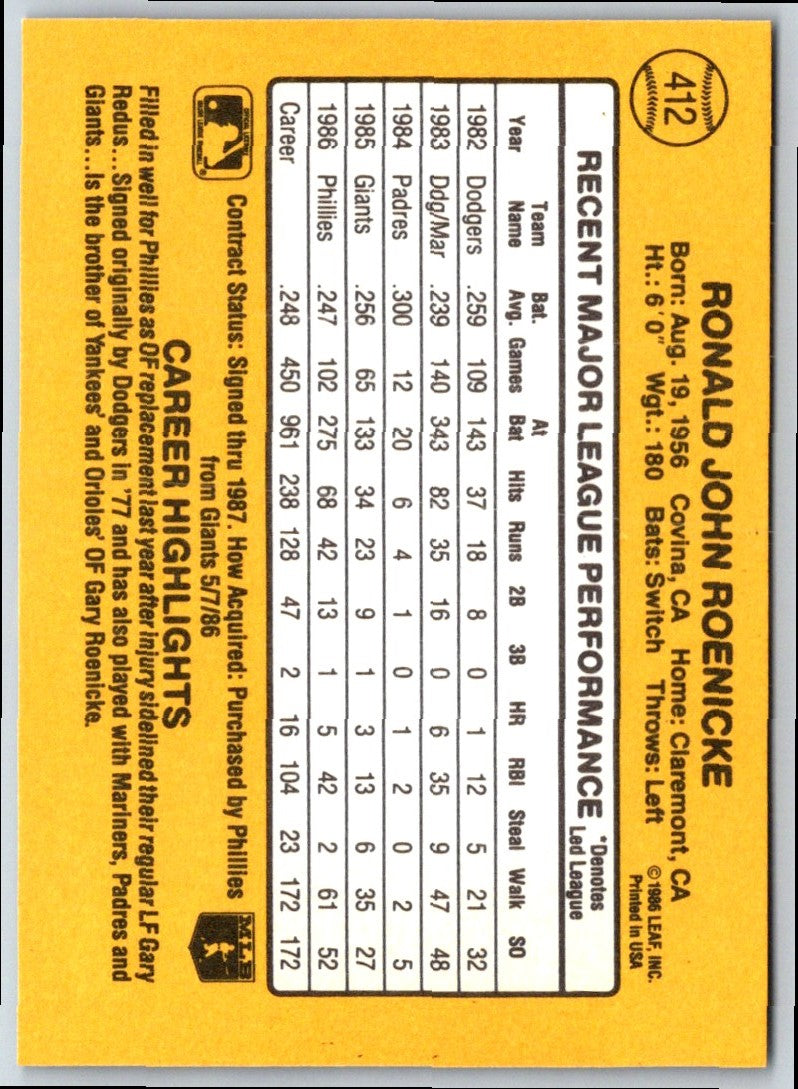 412
RONALD JOHN ROENICKE
Born: Aug. 19, 1956 Covina, CA Home: Claremont, CA
Ht.: 6'0" Wgt.: 180 Bats: Switch Throws: Left
©1986 LEAF, INC.
Printed in USA
RECENT MAJOR LEAGUE PERFORMANCE *Denotes
Led League
Team Bat. At
Year Name Avg. Games Bat Hits Runs 2B 3B HR RBI Steal Walk SO
1982 Dodgers .259 109 143 37 18 8 0 1 12 5 21 32
1983 Ddg/Mar .239 140 343 82 35 16 0 6 35 9 47 48
1984 Padres .300 12 20 6 4 1 0 1 2 0 2 5
1985 Giants .256 65 133 34 23 9 1 3 13 6 35 27
1986 Phillies .247 102 275 68 42 13 1 5 42 2 61 52
Career .248 450 961 238 128 47 2 16 104 23 172 172
Contract Status: Signed thru 1987. How Acquired: Purchased by Phillies
from Giants 5/7/86
MLB
CAREER HIGHLIGHTS
Filled in well for Phillies as OF replacement last year after injury sidelined their regular LF Gary
Redus...Signed originally by Dodgers in '77 and has also played with Mariners, Padres and
Giants...Is the brother of Yankees' and Orioles' OF Gary Roenicke.